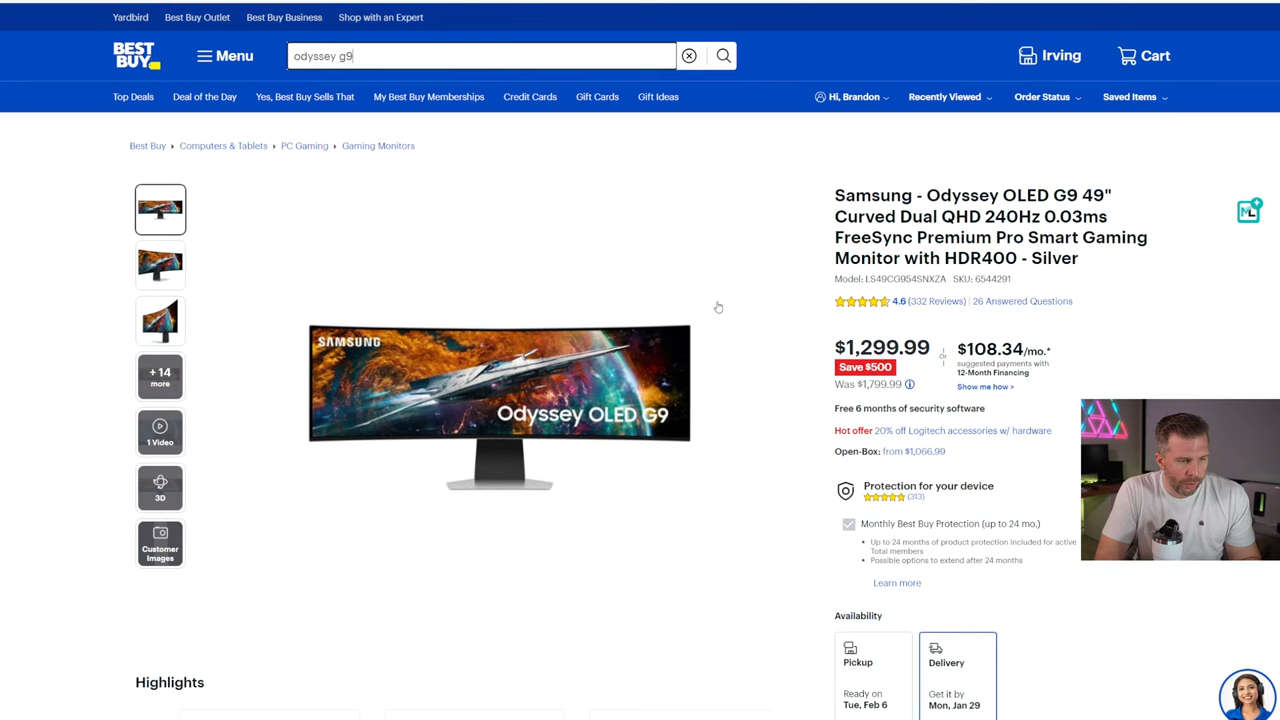 Yardbird Best Buy Outlet Best Buy Business Shop with an Expert
BEST
BUY
Menu
odyssey g9
Irving
Cart
Top Deals Deal of the Day Yes, Best Buy Sells That My Best Buy Memberships Credit Cards Gift Cards Gift Ideas
Hi, Brandon Recently Viewed Order Status Saved Items
Best Buy Computers & Tablets PC Gaming Gaming Monitors
Samsung - Odyssey OLED G9 49"
Curved Dual QHD 240Hz 0.03ms
FreeSync Premium Pro Smart Gaming
Monitor with HDR400 - Silver
Model: LS49CG954SNXZA SKU: 6544291
4.6 (332 Reviews) | 26 Answered Questions
$1,299.99
Save $500
Was $1,799.99
Or
$108.34/mo.*
suggested payments with
12-Month Financing
Show me how >
Free 6 months of security software
Hot offer 20% off Logitech accessories w/ hardware
Open-Box: from $1,066.99
Protection for your device
(313)
Monthly Best Buy Protection (up to 24 mo.)
Up to 24 months of product protection included for active
Total members
Possible options to extend after 24 months
Learn more
Availability
Pickup
Ready on
Tue, Feb 6
Delivery
Get it by
Mon, Jan 29
SAMSUNG
Odyssey OLED G9
+ 14
more
1 Video
3D
Customer
Images
Highlights
ML